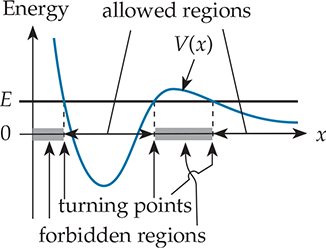 Energy
allowed regions
V(x)
E
0
x
turning points
forbidden regions